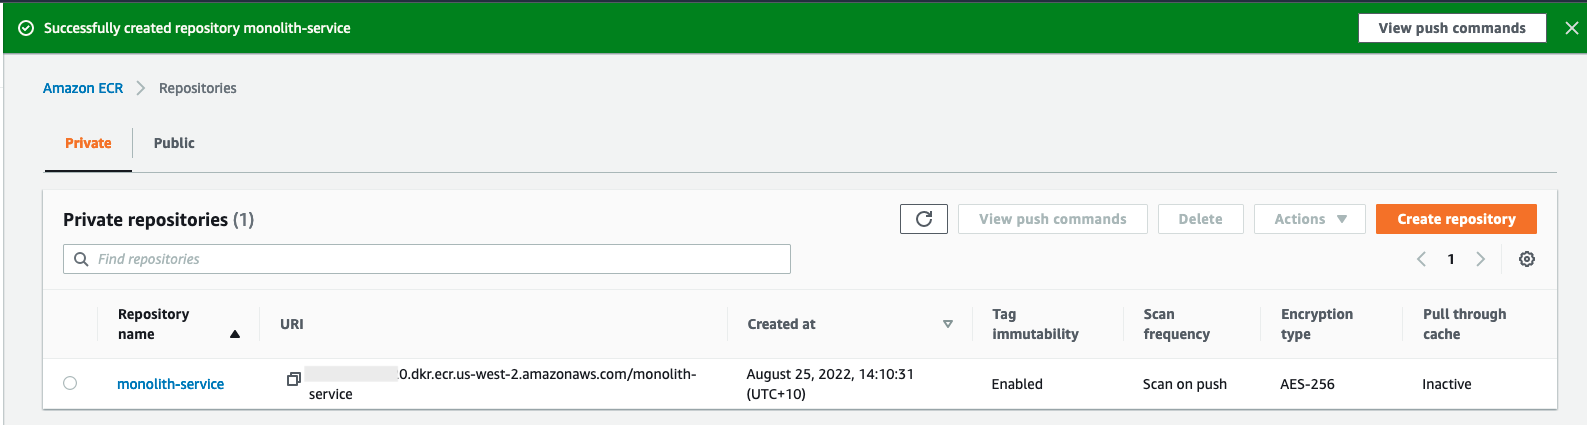 Successfully created repository monolith-service
View push commands
Amazon ECR
Repositories
Private
Public
Private repositories (1)
View push commands
Delete
Actions
Create repository
Find repositories
1
Repository name
URI
Created at
Tag immutability
Scan frequency
Encryption type
Pull through cache
monolith-service
0.dkr.ecr.us-west-2.amazonaws.com/monolith-
service
August 25, 2022, 14:10:31
(UTC+10)
Enabled
Scan on push
AES-256
Inactive